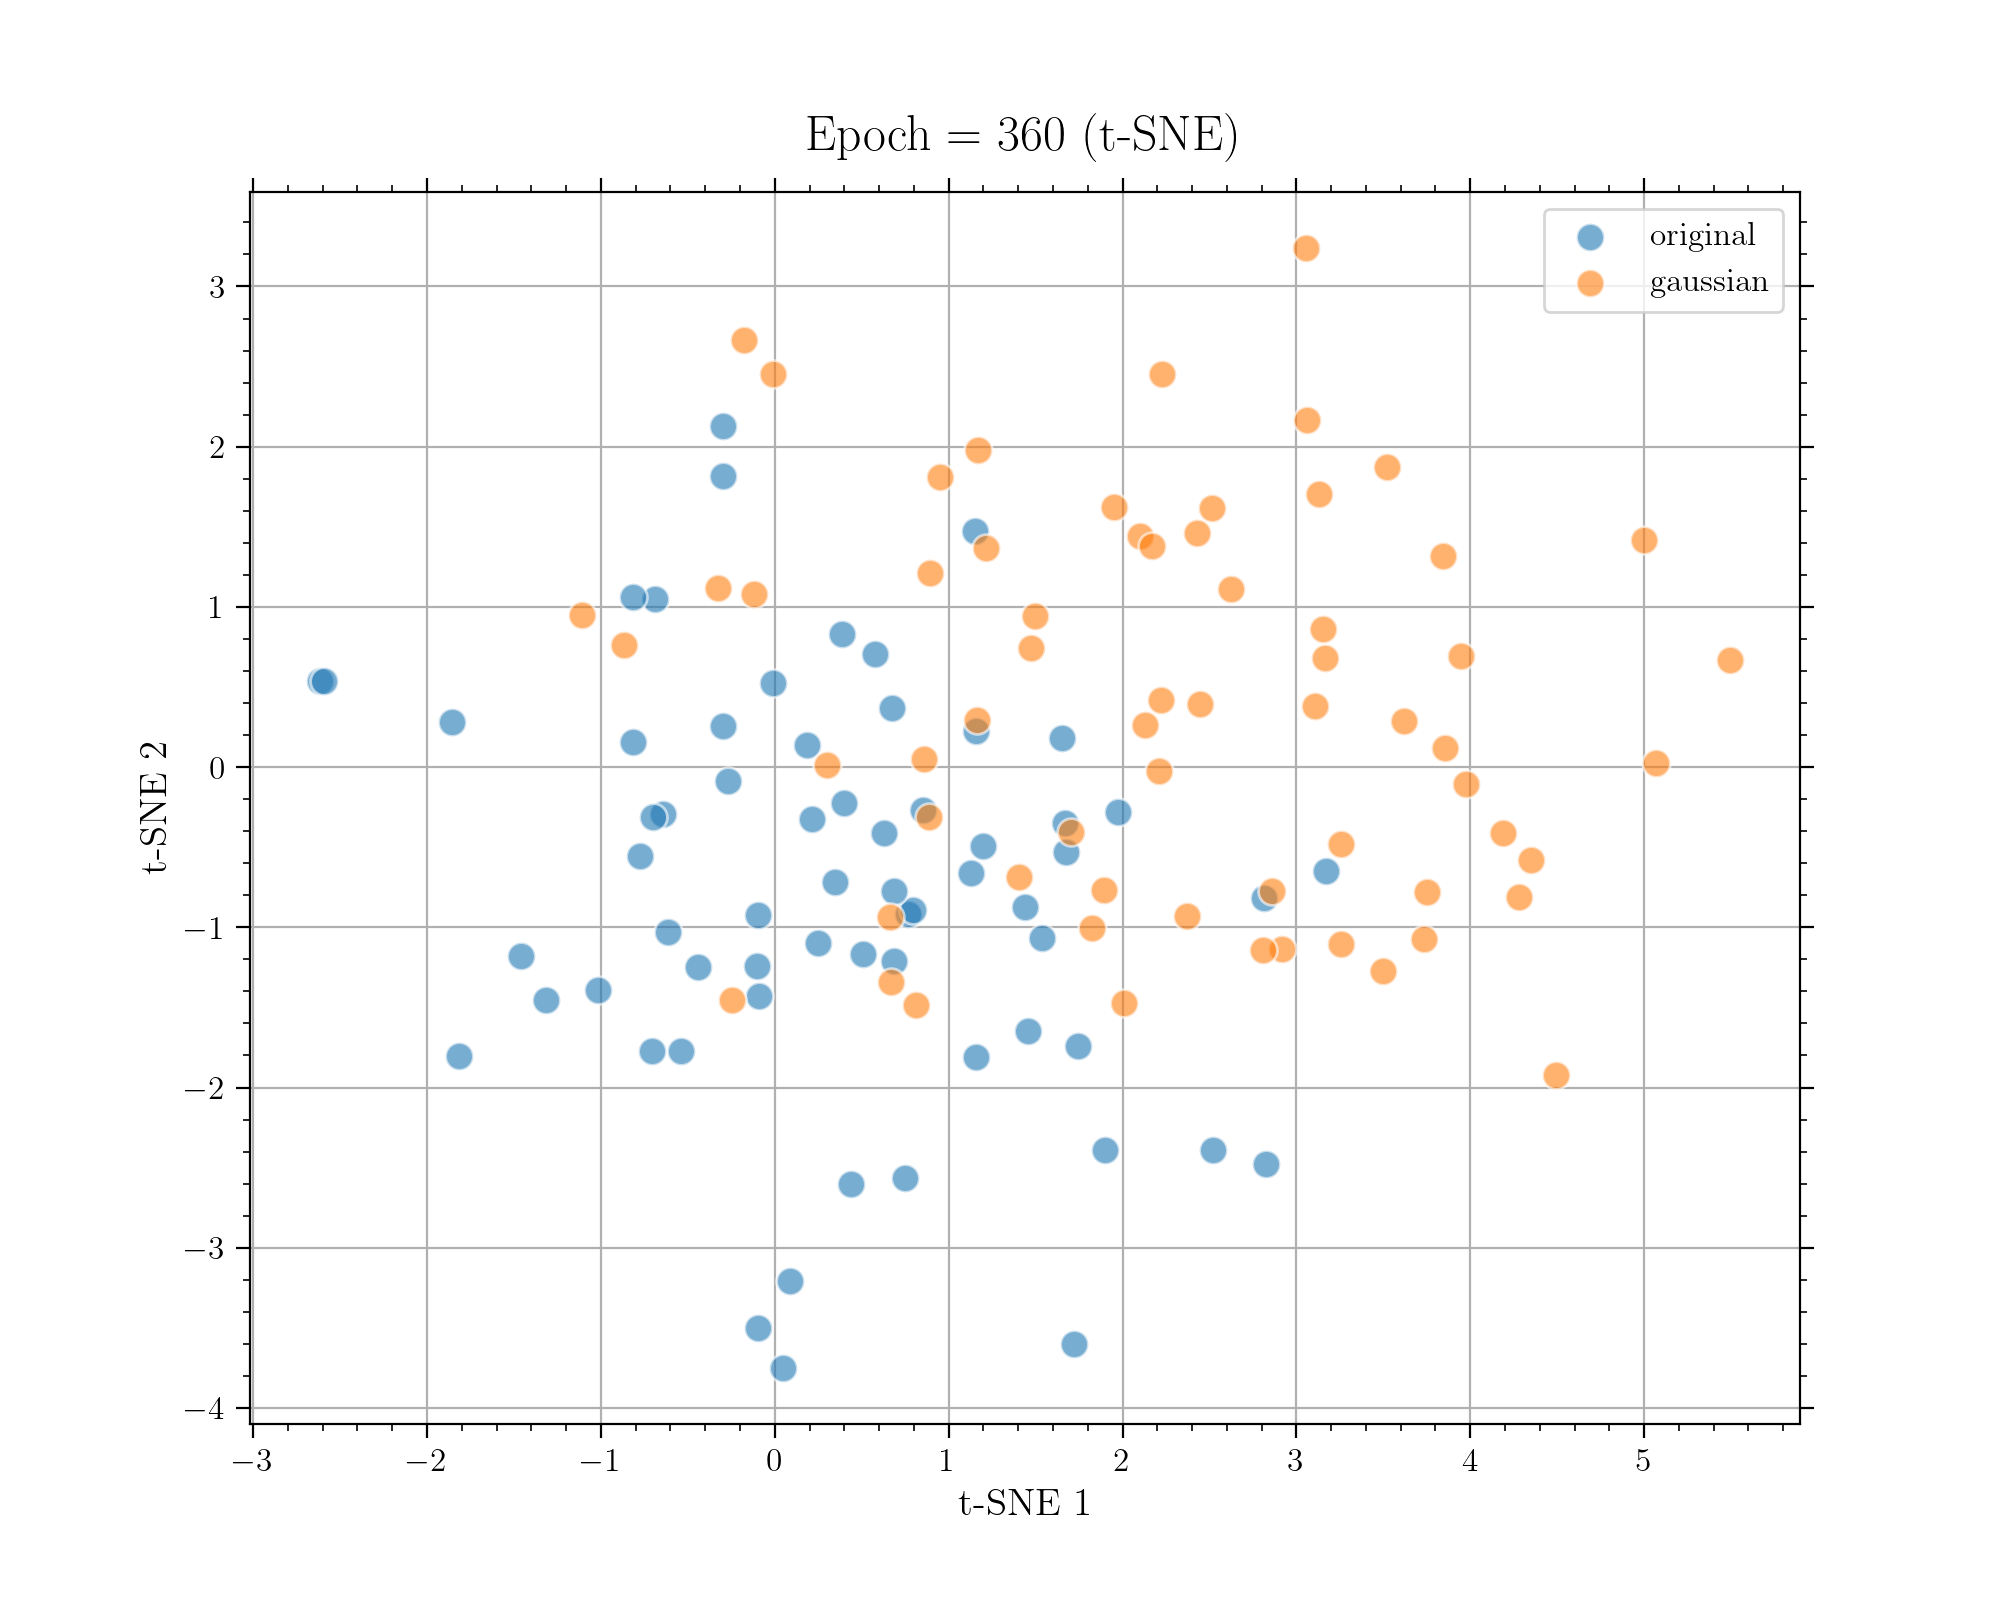 Epoch = 360 (t-SNE)
original
gaussian
3
2
1
0
−1
−2
−3
−4
t-SNE 2
−3 −2 −1 0 1 2 3 4 5
t-SNE 1